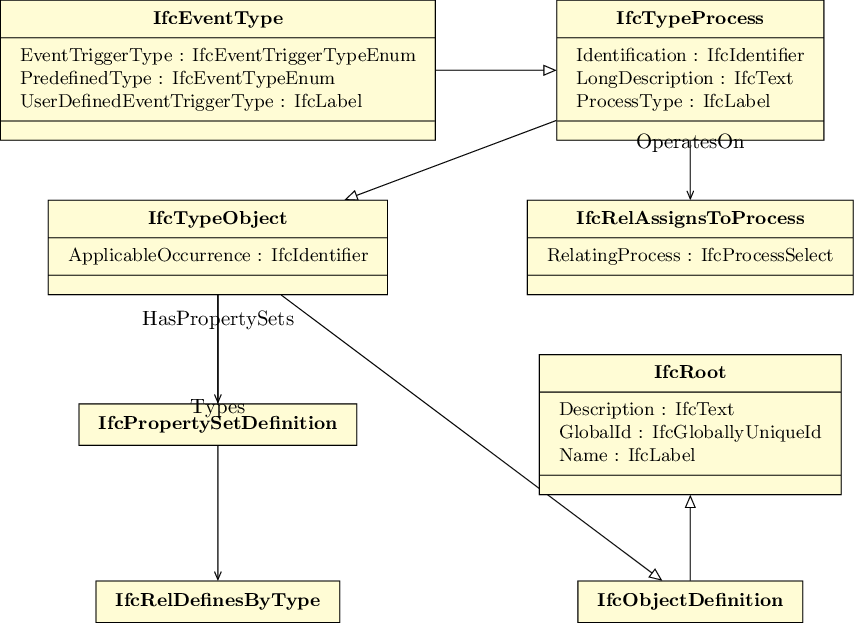 IfcEventType
EventTriggerType : IfcEventTriggerTypeEnum
PredefinedType : IfcEventTypeEnum
UserDefinedEventTriggerType : IfcLabel
IfcTypeProcess
Identification : IfcIdentifier
LongDescription : IfcText
ProcessType : IfcLabel
OperatesOn
IfcTypeObject
ApplicableOccurrence : IfcIdentifier
IfcRelAssignsToProcess
RelatingProcess : IfcProcessSelect
HasPropertySets
IfcRoot
Description : IfcText
GlobalId : IfcGloballyUniqueId
Name : IfcLabel
Types
IfcPropertySetDefinition
IfcRelDefinesByType
IfcObjectDefinition